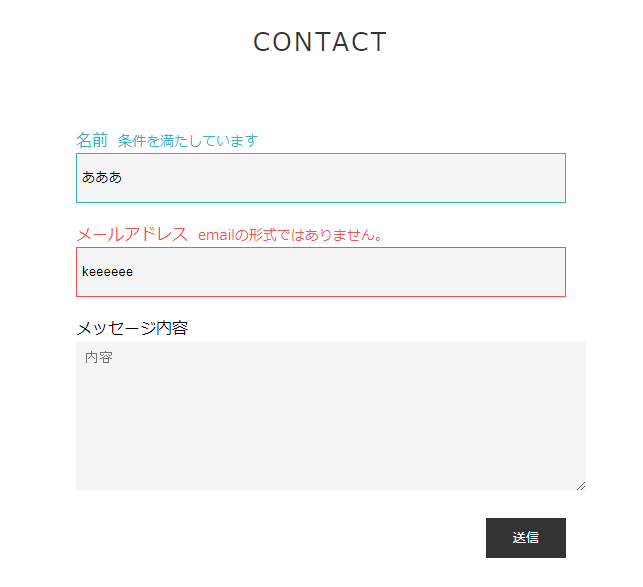 CONTACT
名前 条件を満たしています
あああ
メールアドレス emailの形式ではありません。
keeeeee
メッセージ内容
内容
送信